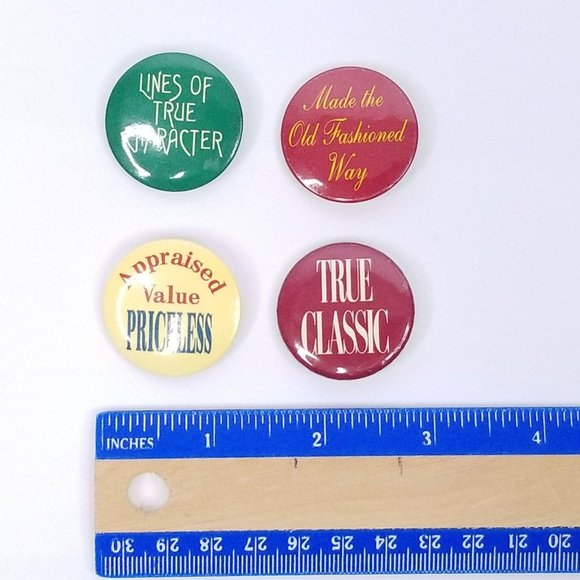 LINES OF
TRUE
CHARACTER
Made the
Old Fashioned
Way
Appraised
Value
PRICELESS
TRUE
CLASSIC
INCHES 1 2 3 4
30 29 28 27 26 25 24 23 22 21 20